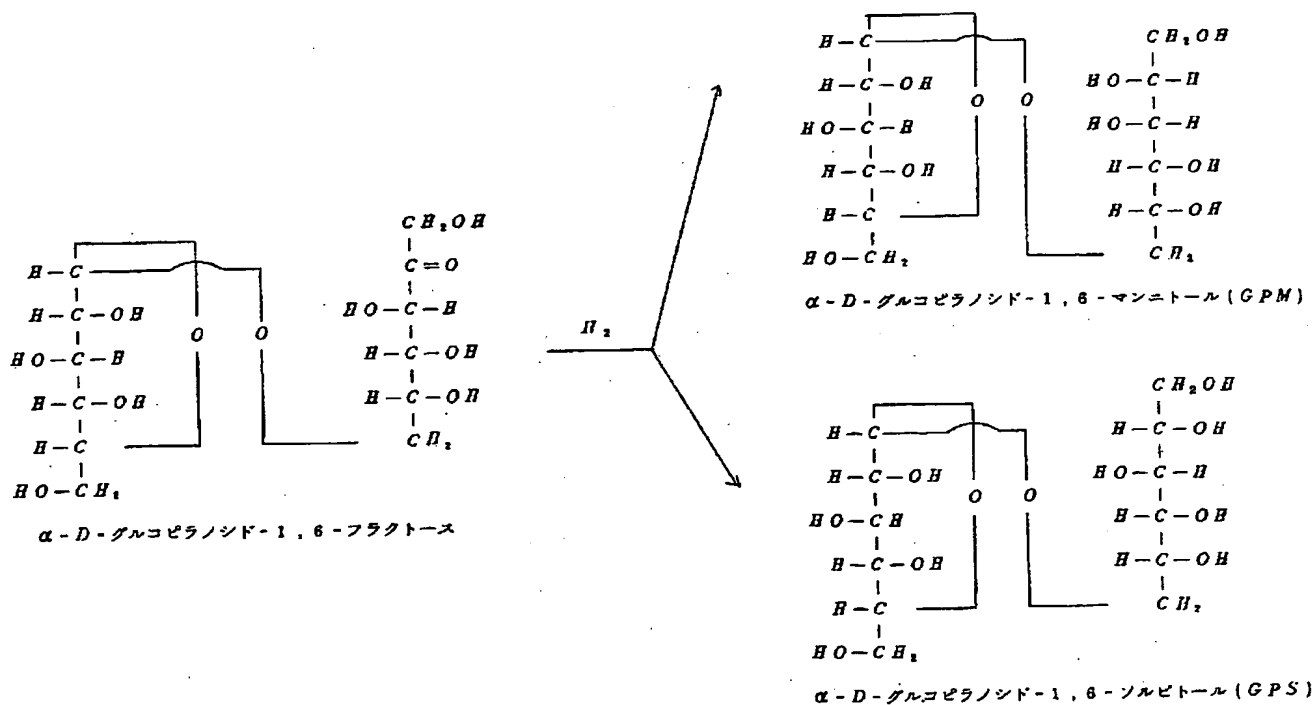 H-C
H-C-OH
HO-C-H
H-C-OH
H-C
HO-CH₂
O O
CH₂OH
C=O
HO-C-H
H-C-OH
H-C-OH
CH₂
α-D-グルコピラノシド-1,6-フラクトース
H₂
H-C
H-C-OH
HO-C-H
H-C-OH
H-C
HO-CH₂
O O
CH₂OH
HO-C-H
HO-C-H
H-C-OH
H-C-OH
CH₂
α-D-グルコピラノシド-1,6-マンニトール(GPM)
H-C
H-C-OH
HO-CH
H-C-OH
H-C
HO-CH₂
O O
CH₂OH
H-C-OH
HO-C-H
H-C-OH
H-C-OH
CH₂
α-D-グルコピラノシド-1,6-ソルビトール(GPS)